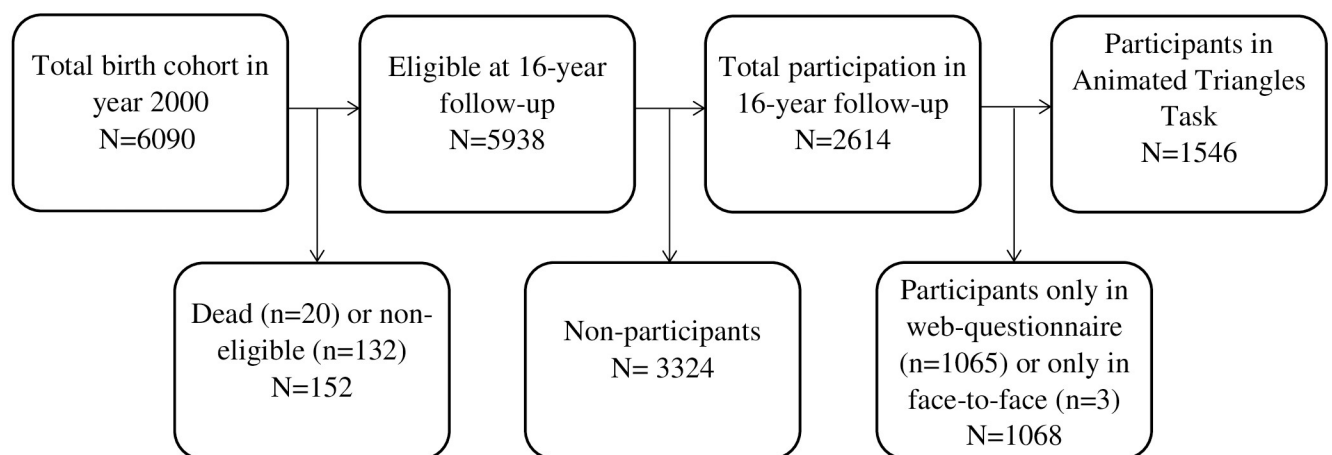 Total birth cohort in
year 2000
N=6090
Eligible at 16-year
follow-up
N=5938
Total participation in
16-year follow-up
N=2614
Participants in
Animated Triangles
Task
N=1546
Dead (n=20) or non-
eligible (n=132)
N=152
Non-participants
N= 3324
Participants only in
web-questionnaire
(n=1065) or only in
face-to-face (n=3)
N=1068